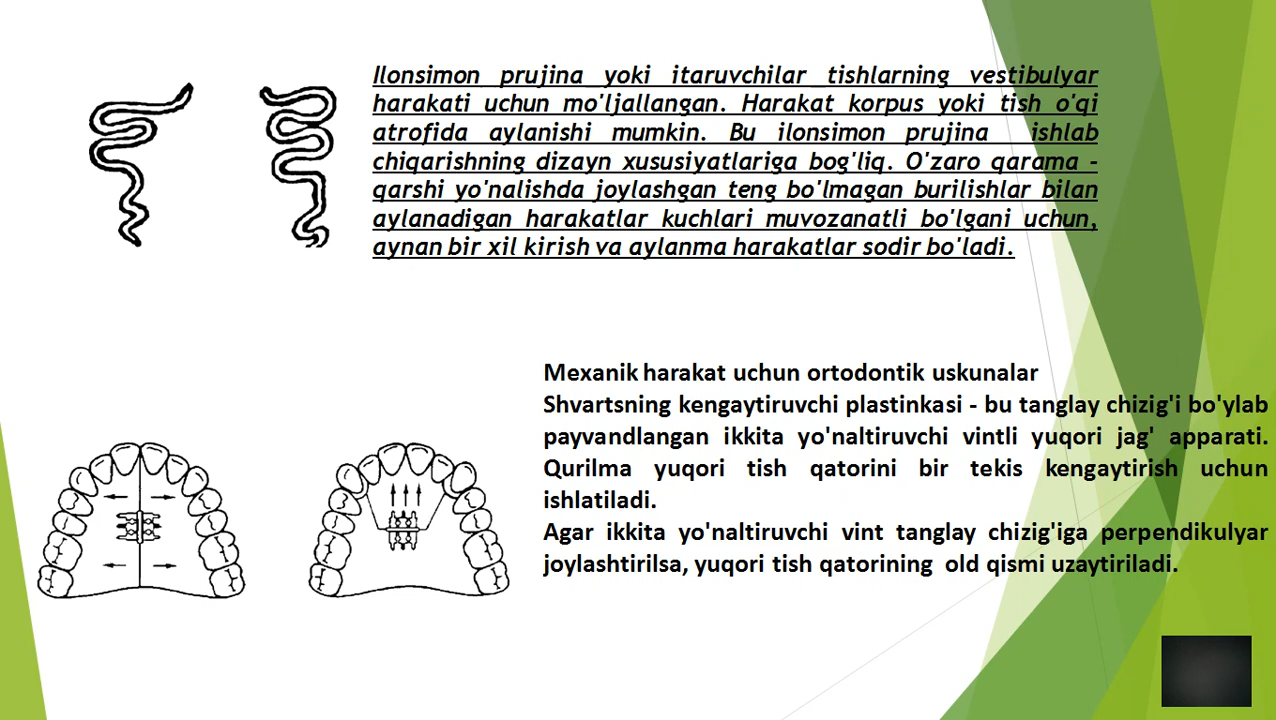 Ilonsimon prujina yoki itaruvchilar tishlarning vestibulyar
harakati uchun mo'ljallangan. Harakat korpus yoki tish o'qi
atrofida aylanishi mumkin. Bu ilonsimon prujina ishlab
chiqarishning dizayn xususiyatlariga bog'liq. O'zaro qarama -
qarshi yo'nalishda joylashgan teng bo'lmagan burilishlar bilan
aylanadigan harakatlar kuchlari muvozanatli bo'lgani uchun,
aynan bir xil kirish va aylanma harakatlar sodir bo'ladi.
Mexanik harakat uchun ortodontik uskunalar
Shvartsning kengaytiruvchi plastinkasi - bu tanglay chizig'i bo'ylab
payvandlangan ikkita yo'naltiruvchi vintli yuqori jag' apparati.
Qurilma yuqori tish qatorini bir tekis kengaytirish uchun
ishlatiladi.
Agar ikkita yo'naltiruvchi vint tanglay chizig'iga perpendikulyar
joylashtirilsa, yuqori tish qatorining old qismi uzaytiriladi.